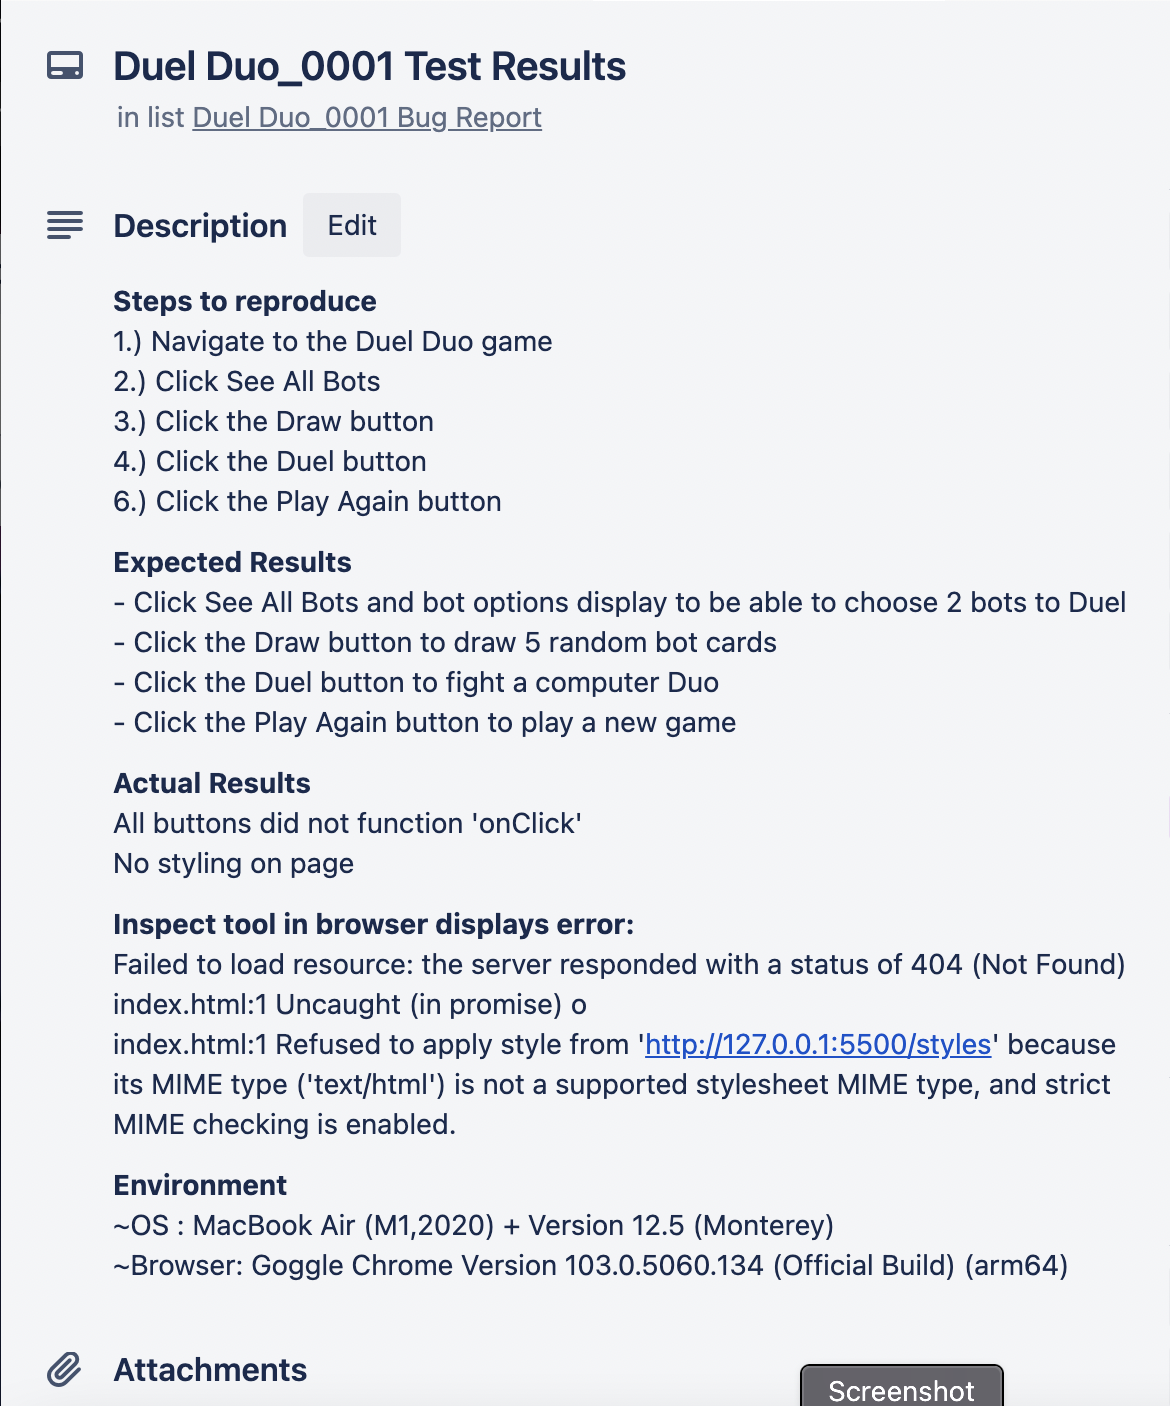 Duel Duo_0001 Test Results
in list Duel Duo_0001 Bug Report
Description Edit
Steps to reproduce
1.) Navigate to the Duel Duo game
2.) Click See All Bots
3.) Click the Draw button
4.) Click the Duel button
6.) Click the Play Again button
Expected Results
- Click See All Bots and bot options display to be able to choose 2 bots to Duel
- Click the Draw button to draw 5 random bot cards
- Click the Duel button to fight a computer Duo
- Click the Play Again button to play a new game
Actual Results
All buttons did not function 'onClick'
No styling on page
Inspect tool in browser displays error:
Failed to load resource: the server responded with a status of 404 (Not Found)
index.html:1 Uncaught (in promise) o
index.html:1 Refused to apply style from 'http://127.0.0.1:5500/styles' because
its MIME type ('text/html') is not a supported stylesheet MIME type, and strict
MIME checking is enabled.
Environment
~OS : MacBook Air (M1,2020) + Version 12.5 (Monterey)
~Browser: Goggle Chrome Version 103.0.5060.134 (Official Build) (arm64)
Attachments
Screenshot